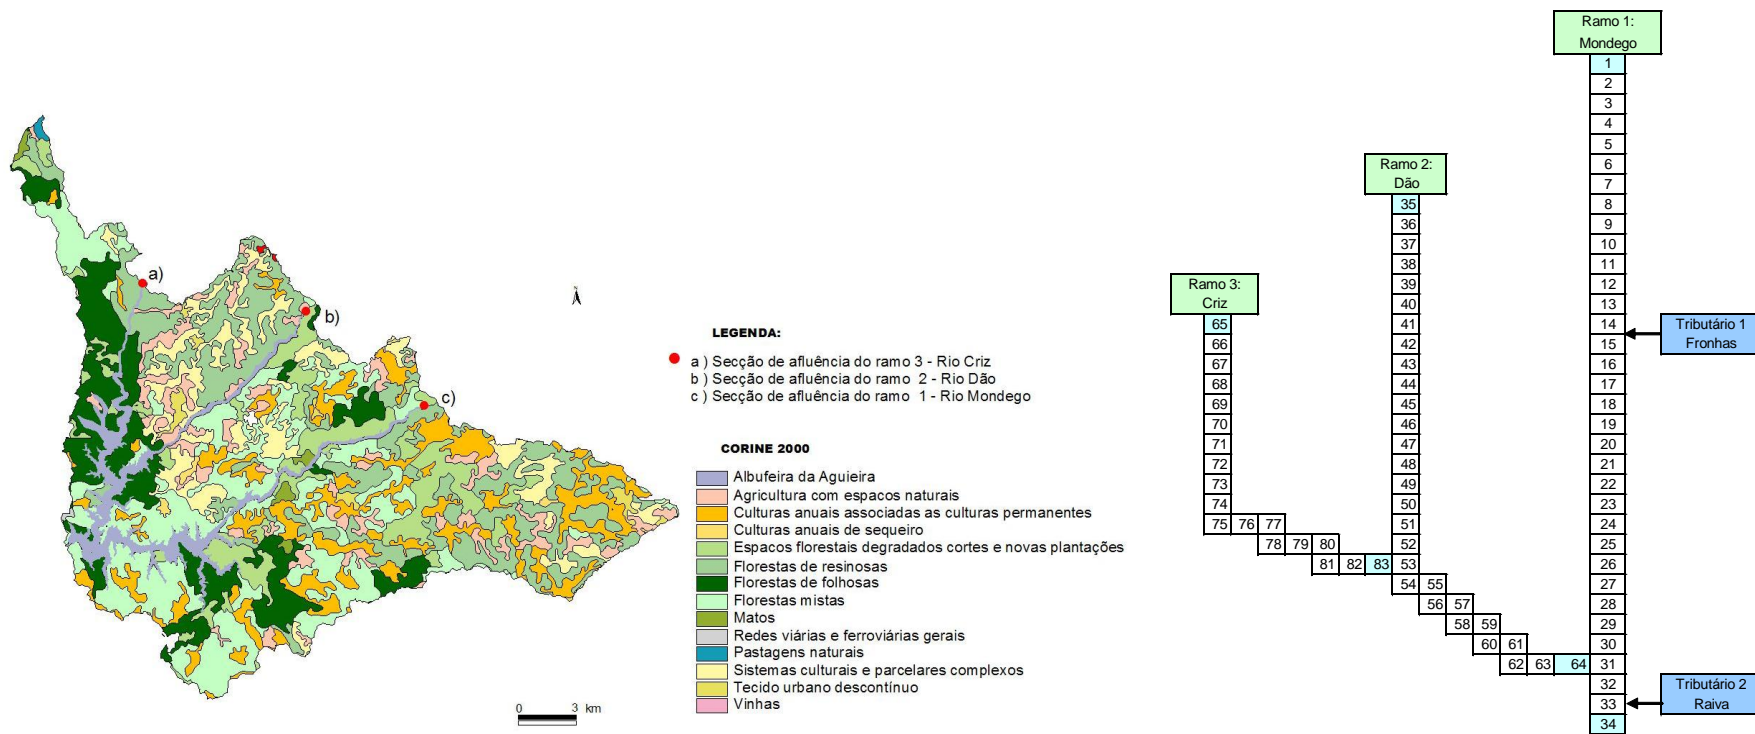 a)
b)
c)
0 3 km
LEGENDA:
a ) Secção de afluência do ramo 3 - Rio Criz
b ) Secção de afluência do ramo 2 - Rio Dão
c ) Secção de afluência do ramo 1 - Rio Mondego
CORINE 2000
Albufeira da Aguieira
Agricultura com espacos naturais
Culturas anuais associadas as culturas permanentes
Culturas anuais de sequeiro
Espacos florestais degradados cortes e novas plantações
Florestas de resinosas
Florestas de folhosas
Florestas mistas
Matos
Redes viárias e ferroviárias gerais
Pastagens naturais
Sistemas culturais e parcelares complexos
Tecido urbano descontínuo
Vinhas
Ramo 3:
Criz
65
66
67
68
69
70
71
72
73
74
75 76 77
78 79 80
81 82 83
Ramo 2:
Dão
35
36
37
38
39
40
41
42
43
44
45
46
47
48
49
50
51
52
53
54 55
56 57
58 59
60 61
62 63 64
Ramo 1:
Mondego
1
2
3
4
5
6
7
8
9
10
11
12
13
14
15
16
17
18
19
20
21
22
23
24
25
26
27
28
29
30
31
32
33
34
Tributário 1
Fronhas
Tributário 2
Raiva